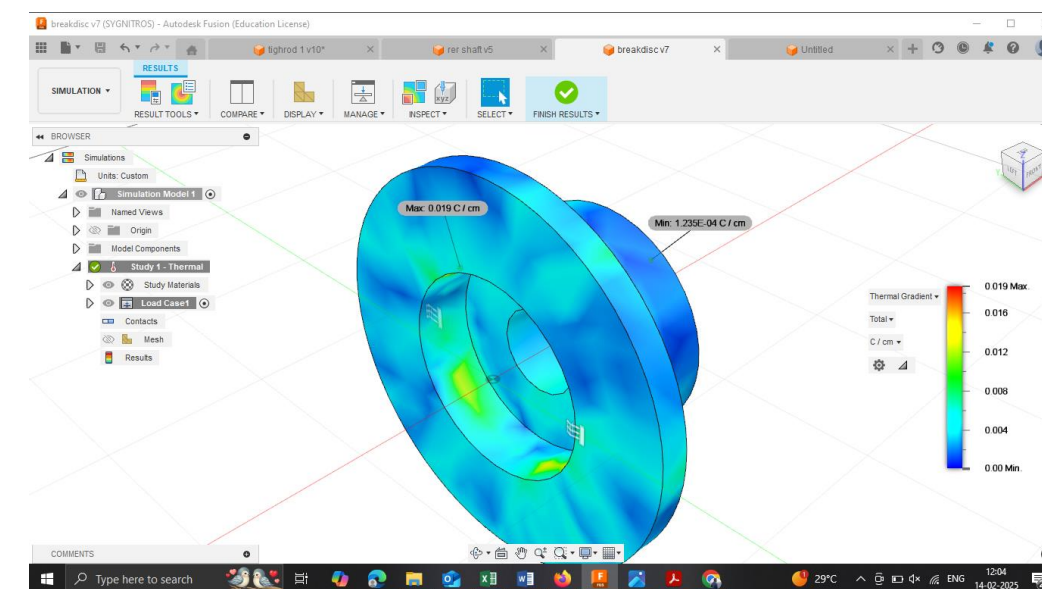 breakdisc v7 (SYGNITROS) - Autodesk Fusion (Education License)
tighrod 1 v10*
rer shaft v5
breakdisc v7
Untitled
RESULTS
SIMULATION
RESULT TOOLS
COMPARE
DISPLAY
MANAGE
INSPECT
SELECT
FINISH RESULTS
BROWSER
Simulations
Units: Custom
Simulation Model 1
Named Views
Origin
Model Components
Study 1 - Thermal
Study Materials
Load Case1
Contacts
Mesh
Results
Max: 0.019 C / cm
Min: 1.235E-04 C / cm
LEFT
FRONT
Thermal Gradient
Total
C / cm
0.019 Max.
0.016
0.012
0.008
0.004
0.00 Min.
COMMENTS
Type here to search
29°C
ENG
12:04
14-02-2025